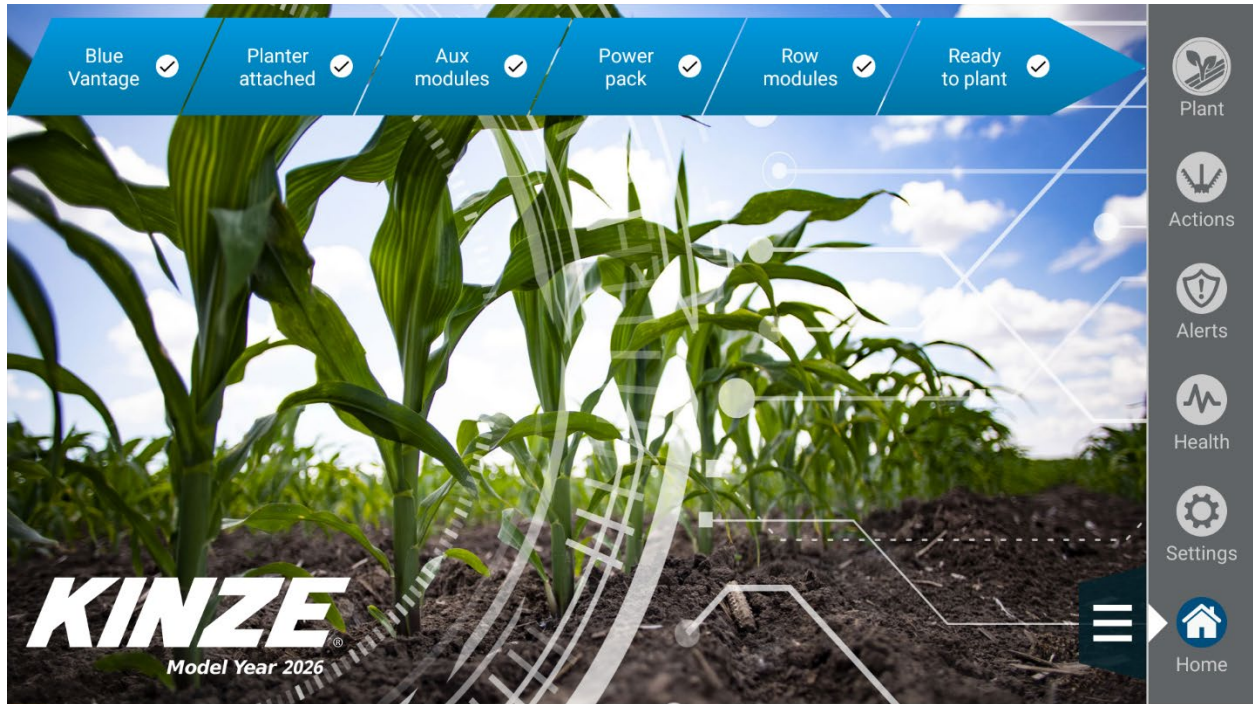 Blue
Vantage
Planter
attached
Aux
modules
Power
pack
Row
modules
Ready
to plant
Plant
Actions
Alerts
Health
Settings
Home
KINZE®
Model Year 2026